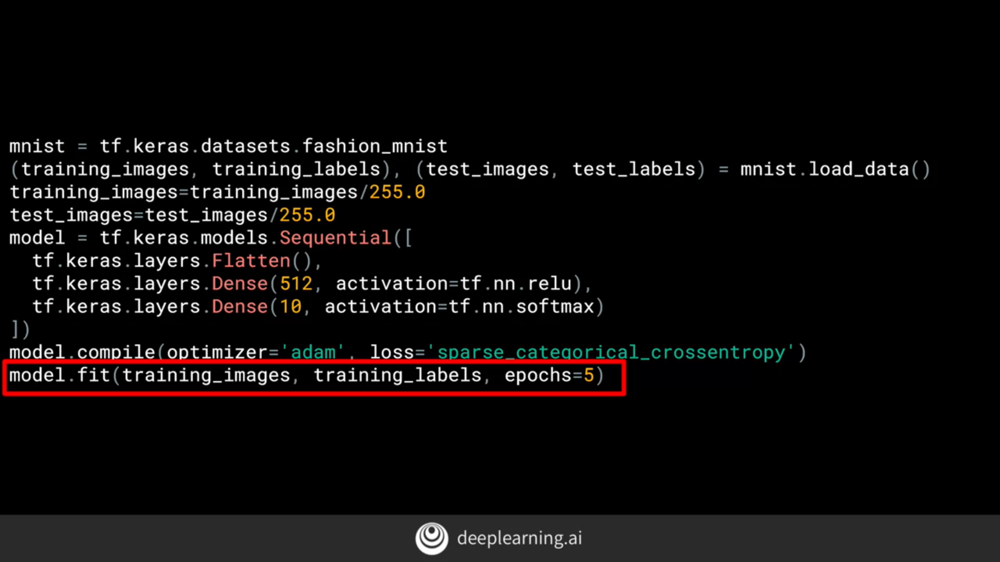 mnist = tf.keras.datasets.fashion_mnist
(training_images, training_labels), (test_images, test_labels) = mnist.load_data()
training_images=training_images/255.0
test_images=test_images/255.0
model = tf.keras.models.Sequential([
  tf.keras.layers.Flatten(),
  tf.keras.layers.Dense(512, activation=tf.nn.relu),
  tf.keras.layers.Dense(10, activation=tf.nn.softmax)
])
model.compile(optimizer='adam', loss='sparse_categorical_crossentropy')
model.fit(training_images, training_labels, epochs=5)
deeplearning.ai